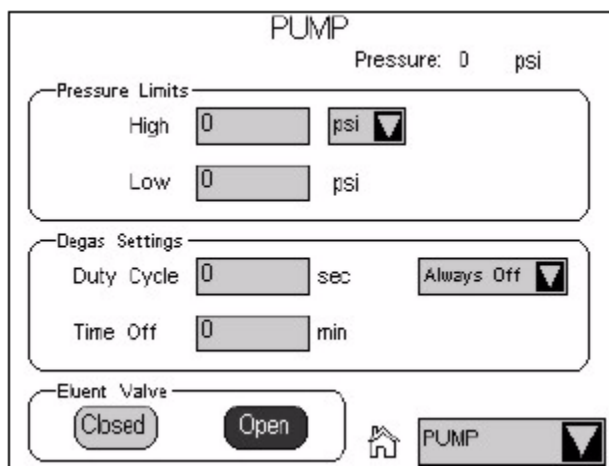 PUMP
Pressure: 0 psi
Pressure Limits
High 0 psi
Low 0 psi
Degas Settings
Duty Cycle 0 sec Always Off
Time Off 0 min
Eluent Valve
Closed Open
PUMP